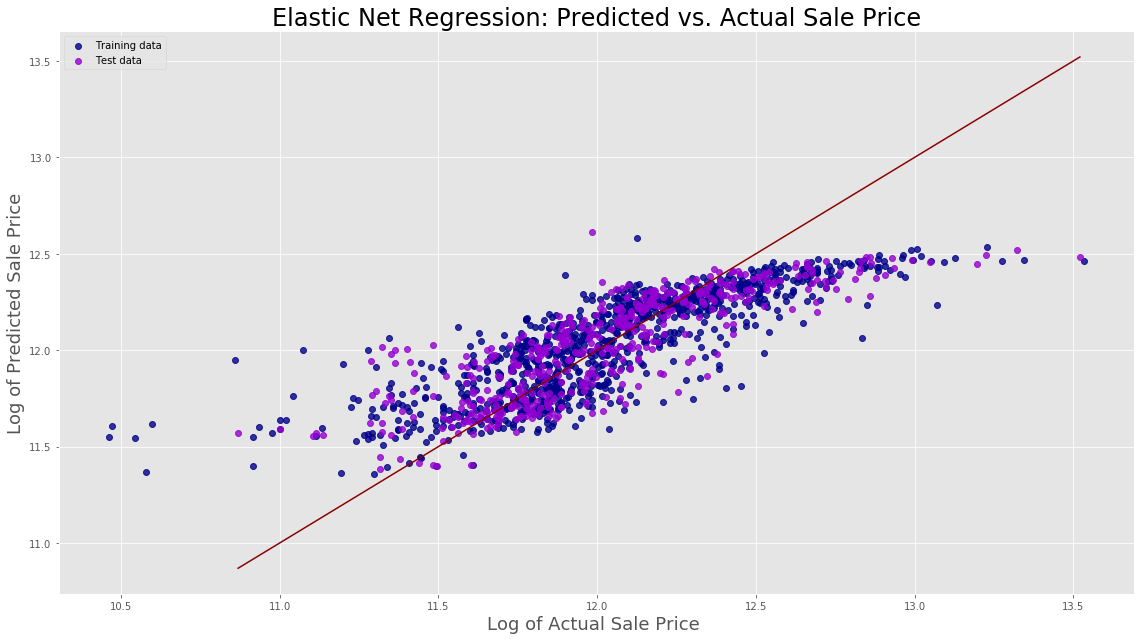 Elastic Net Regression: Predicted vs. Actual Sale Price
Training data
Test data
Log of Predicted Sale Price
13.5
13.0
12.5
12.0
11.5
11.0
10.5 11.0 11.5 12.0 12.5 13.0 13.5
Log of Actual Sale Price